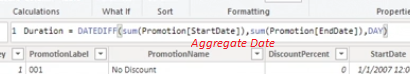 Calculations What If Sort Formatting Properties
1 Duration = DATEDIFF(sum(Promotion[StartDate]),sum(Promotion[EndDate]),DAY)
Aggregate Date
PromotionLabel PromotionName DiscountPercent StartDate
1 001 No Discount 0 1/1/2007 12:0